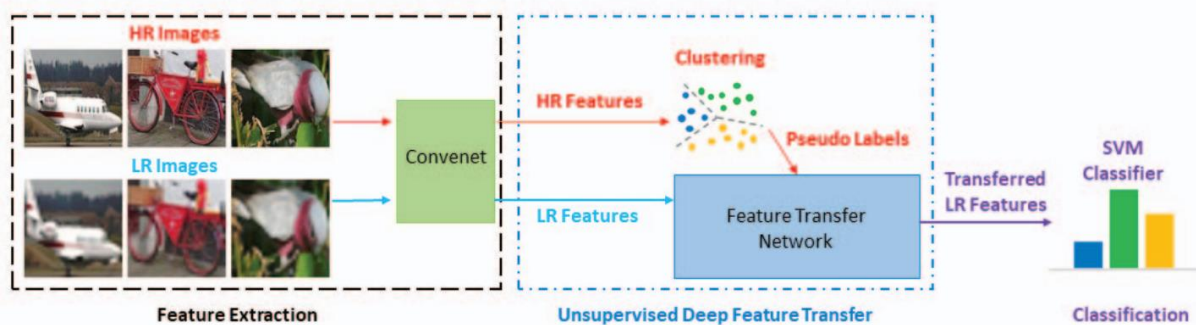 HR Images
LR Images
Convenet
HR Features
LR Features
Clustering
Pseudo Labels
Feature Transfer
Network
Transferred
LR Features
SVM
Classifier
Feature Extraction
Unsupervised Deep Feature Transfer
Classification